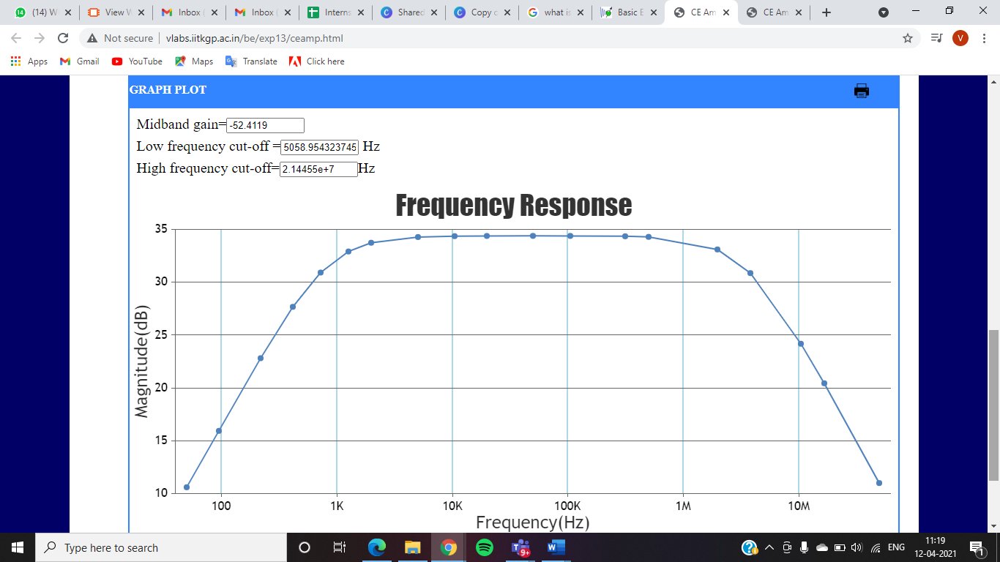 14 (14) W View V Inbox Inbox Interns Shared Copy c what is Basic E CE Am CE Am
Not secure vlabs.iitkgp.ac.in/be/exp13/ceamp.html V
Apps Gmail YouTube Maps Translate Click here
GRAPH PLOT
Midband gain= -52.4119
Low frequency cut-off = 5058.954323745 Hz
High frequency cut-off= 2.14455e+7 Hz
Frequency Response
35
30
25
20
15
10
Magnitude(dB)
100 1K 10K 100K 1M 10M
Frequency(Hz)
Type here to search 9+ ENG 11:19
12-04-2021 1